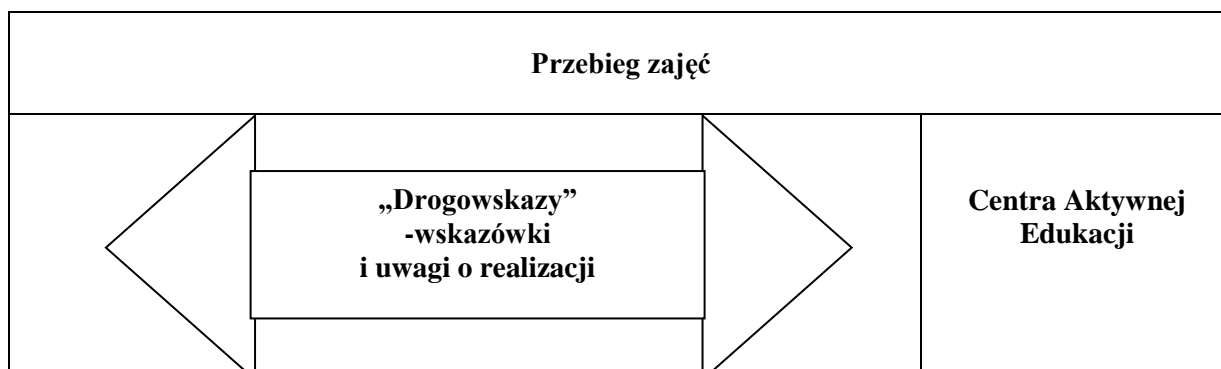 Przebieg zajęć
„Drogowskazy”
-wskazówki
i uwagi o realizacji
Centra Aktywnej
Edukacji